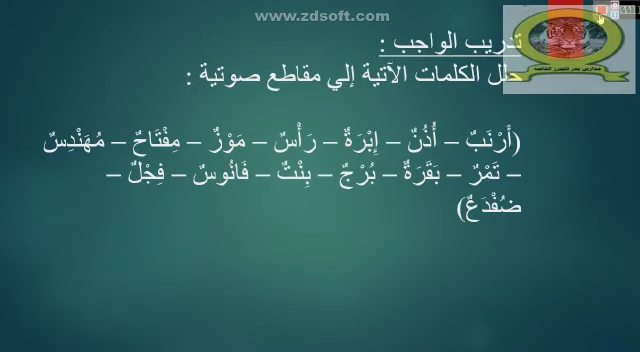 www.zdsoft.com
تدريب الواجب :
حلل الكلمات الآتية إلي مقاطع صوتية :
(أَرْنَبٌ – أُذُنٌ – إِبْرَةٌ – رَأْسٌ – مَوْزٌ – مِفْتَاحٌ – مُهَنْدِسٌ
– تَمْرٌ – بَقَرَةٌ – بُرْجٌ – بِنْتٌ – فَانُوسٌ – فِجْلٌ –
ضُفْدَعٌ)